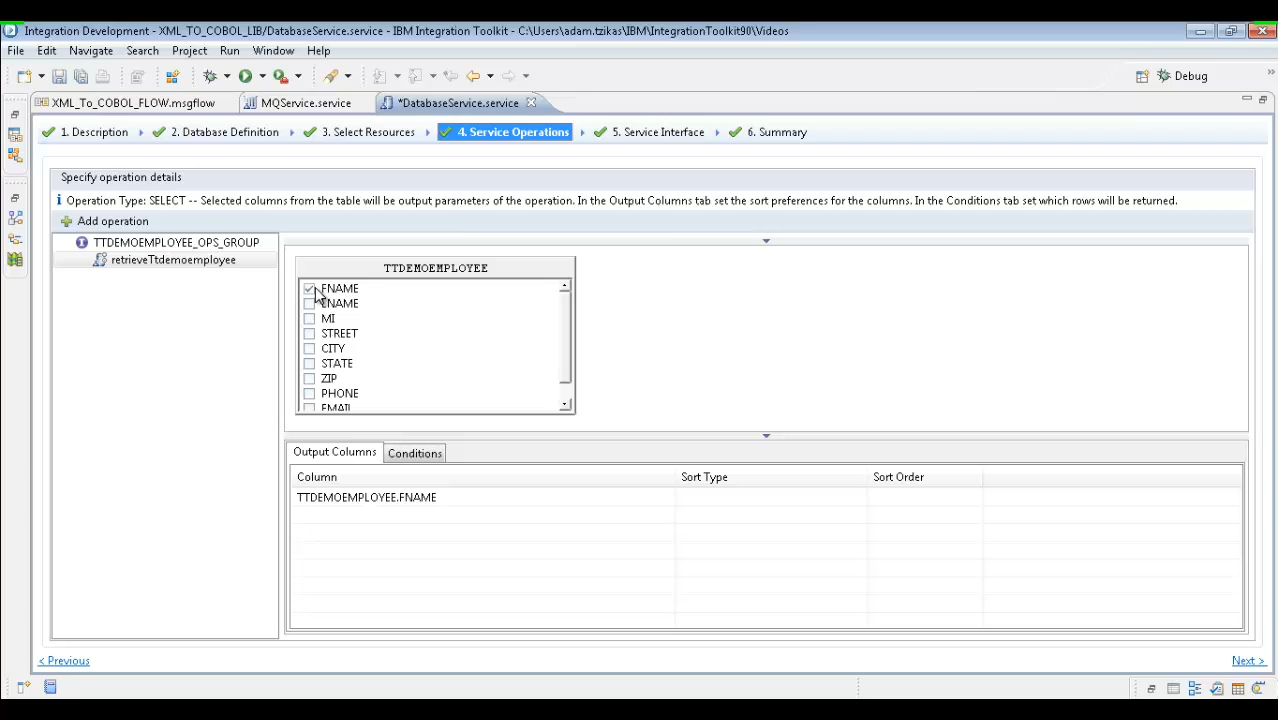 Integration Development - XML_TO_COBOL_LIB/DatabaseService.service - IBM Integration Toolkit - C:\Users\adam.tzikas\IBM\IntegrationToolkit90\Videos
File Edit Navigate Search Project Run Window Help
Debug
XML_To_COBOL_FLOW.msgflow MQService.service *DatabaseService.service
1. Description 2. Database Definition 3. Select Resources 4. Service Operations 5. Service Interface 6. Summary
Specify operation details
Operation Type: SELECT -- Selected columns from the table will be output parameters of the operation. In the Output Columns tab set the sort preferences for the columns. In the Conditions tab set which rows will be returned.
Add operation
TTDEMOEMPLOYEE_OPS_GROUP
retrieveTtdemoemployee
TTDEMOEMPLOYEE
FNAME
MI
STREET
CITY
STATE
ZIP
PHONE
EMAIL
Output Columns Conditions
Column Sort Type Sort Order
TTDEMOEMPLOYEE.FNAME
< Previous Next >